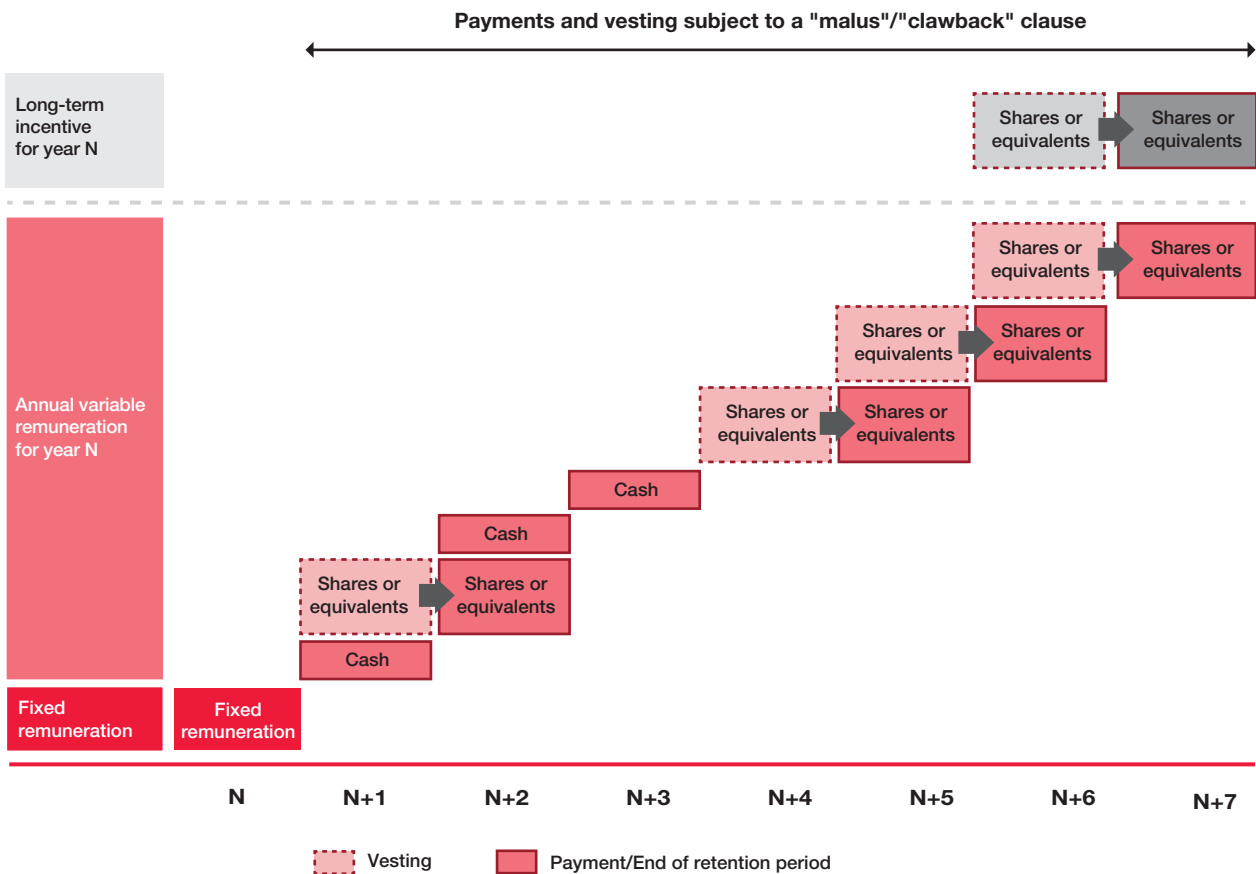 Payments and vesting subject to a "malus"/"clawback" clause
Long-term
incentive
for year N
Shares or
equivalents
Shares or
equivalents
Annual variable
remuneration
for year N
Shares or
equivalents
Shares or
equivalents
Shares or
equivalents
Shares or
equivalents
Shares or
equivalents
Shares or
equivalents
Cash
Cash
Shares or
equivalents
Shares or
equivalents
Cash
Fixed
remuneration
Fixed
remuneration
N
N+1
N+2
N+3
N+4
N+5
N+6
N+7
Vesting
Payment/End of retention period